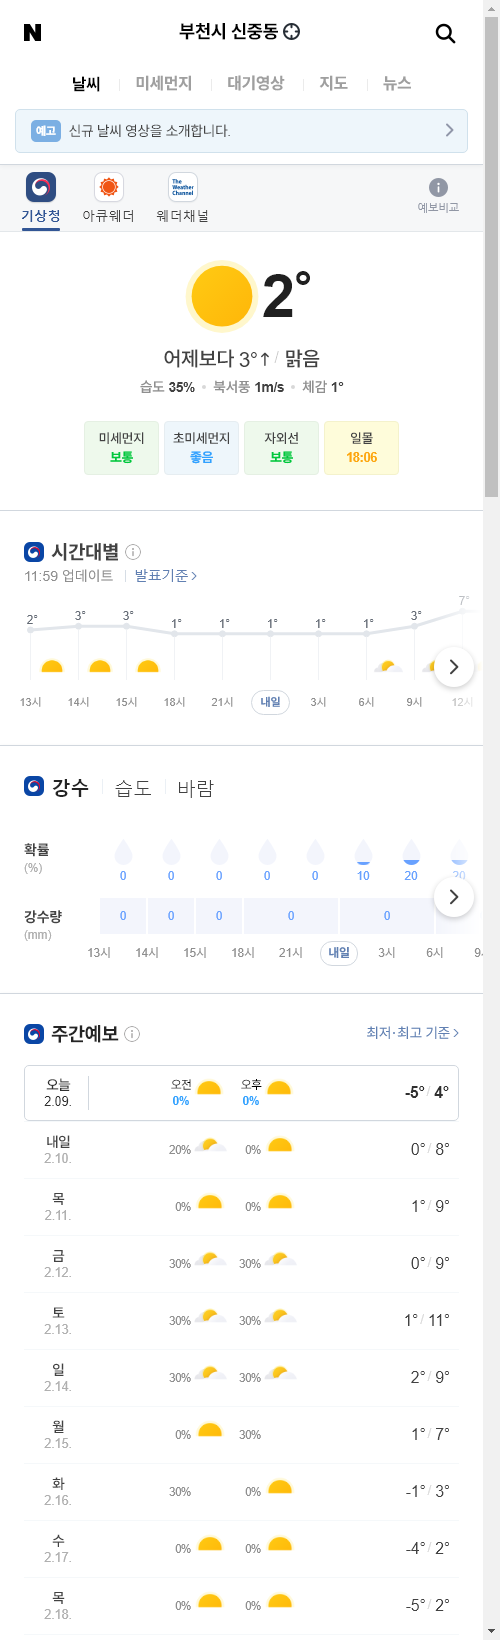 N 부천시 신중동
날씨 미세먼지 대기영상 지도 뉴스
예고 신규 날씨 영상을 소개합니다.
The Weather Channel
기상청 아큐웨더 웨더채널 예보비교
2°
어제보다 3°↑ / 맑음
습도 35% • 북서풍 1m/s • 체감 1°
미세먼지 초미세먼지 자외선 일몰
보통 좋음 보통 18:06
시간대별
11:59 업데이트 발표기준 >
2° 3° 3° 1° 1° 1° 1° 1° 3° 7°
13시 14시 15시 18시 21시 내일 3시 6시 9시 12시
강수 습도 바람
확률
(%)
0 0 0 0 0 10 20 20
강수량
(mm)
0 0 0 0 0
13시 14시 15시 18시 21시 내일 3시 6시 9
주간예보 최저·최고 기준 >
오늘 오전 오후
2.09. 0% 0% -5° / 4°
내일
2.10. 20% 0% 0° / 8°
목
2.11. 0% 0% 1° / 9°
금
2.12. 30% 30% 0° / 9°
토
2.13. 30% 30% 1° / 11°
일
2.14. 30% 30% 2° / 9°
월
2.15. 0% 30% 1° / 7°
화
2.16. 30% 0% -1° / 3°
수
2.17. 0% 0% -4° / 2°
목
2.18. 0% 0% -5° / 2°